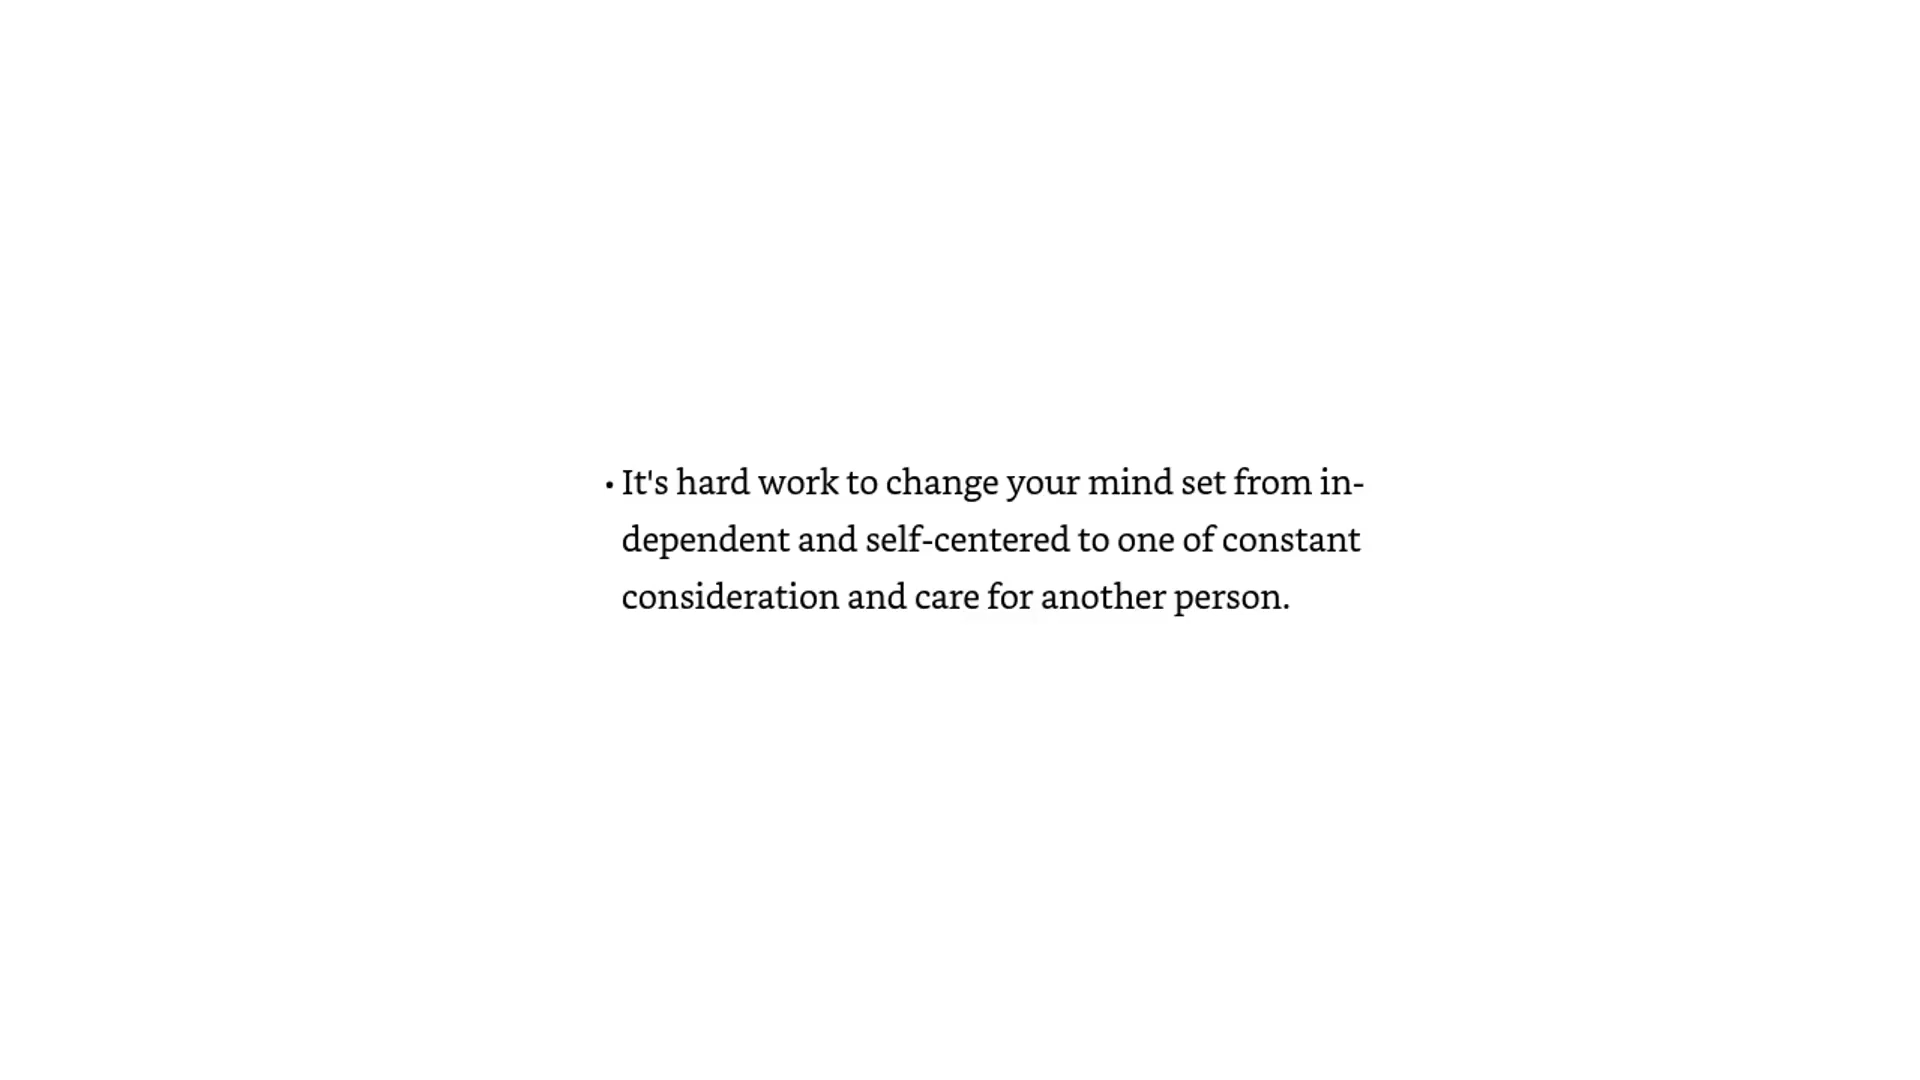 • It's hard work to change your mind set from in-
dependent and self-centered to one of constant
consideration and care for another person.